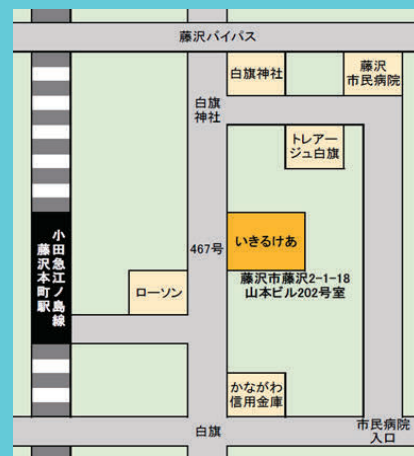 藤沢バイパス
白旗神社
藤沢
市民病院
白旗
神社
トレアー
ジュ白旗
小田急江ノ島線
藤沢本町駅
467号
いきるけあ
藤沢市藤沢2-1-18
山本ビル202号室
ローソン
かながわ
信用金庫
白旗
市民病院
入口